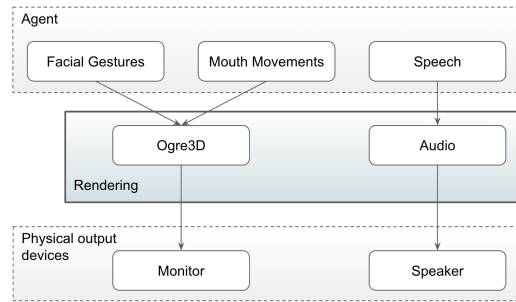 Agent
Facial Gestures
Mouth Movements
Speech
Ogre3D
Audio
Rendering
Physical output
devices
Monitor
Speaker